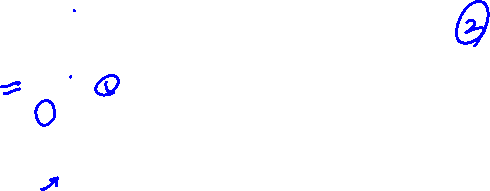 ②
= 0 ①